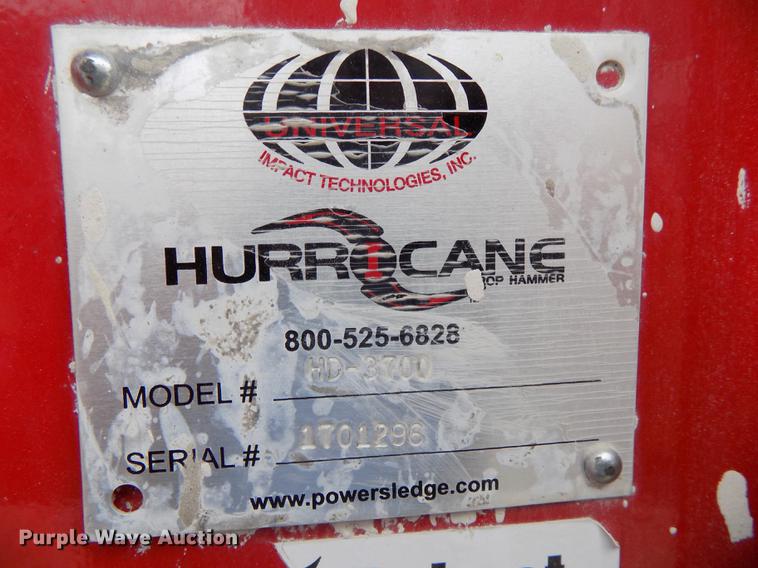 UNIVERSAL
IMPACT TECHNOLOGIES, INC.
HURRICANE
HAMMER
800-525-6828
HD-3700
MODEL #
1701296
SERIAL #
www.powersledge.com
Purple Wave Auction